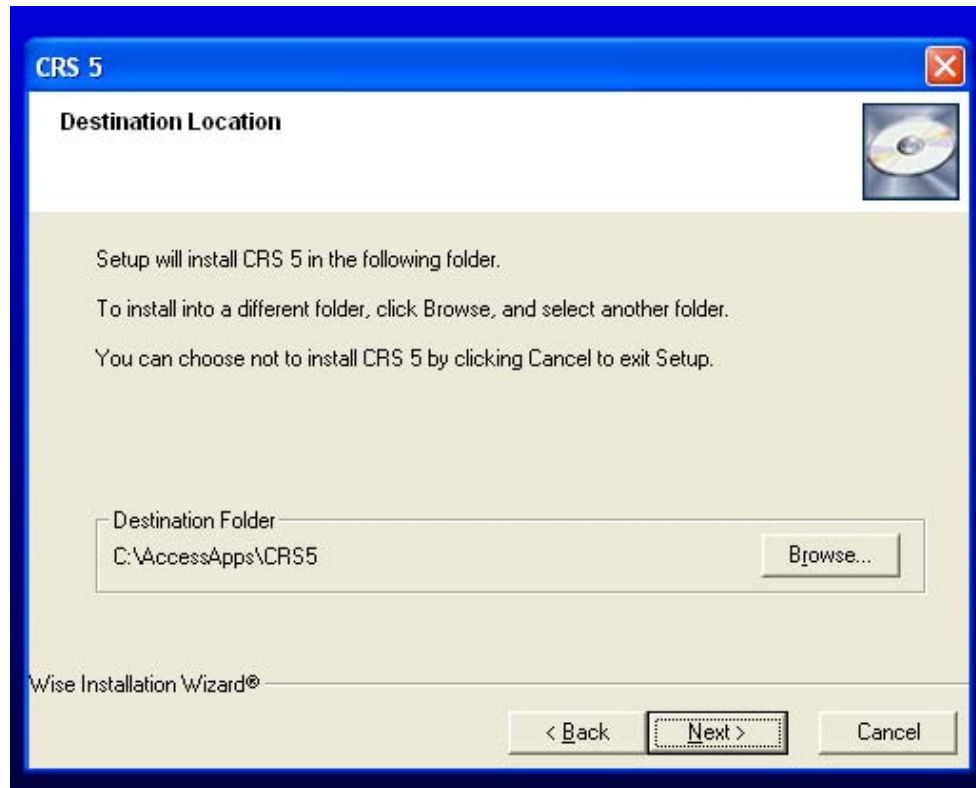 CRS 5
Destination Location
Setup will install CRS 5 in the following folder.
To install into a different folder, click Browse, and select another folder.
You can choose not to install CRS 5 by clicking Cancel to exit Setup.
Destination Folder
C:\AccessApps\CRS5
Browse...
Wise Installation Wizard®
< Back Next > Cancel